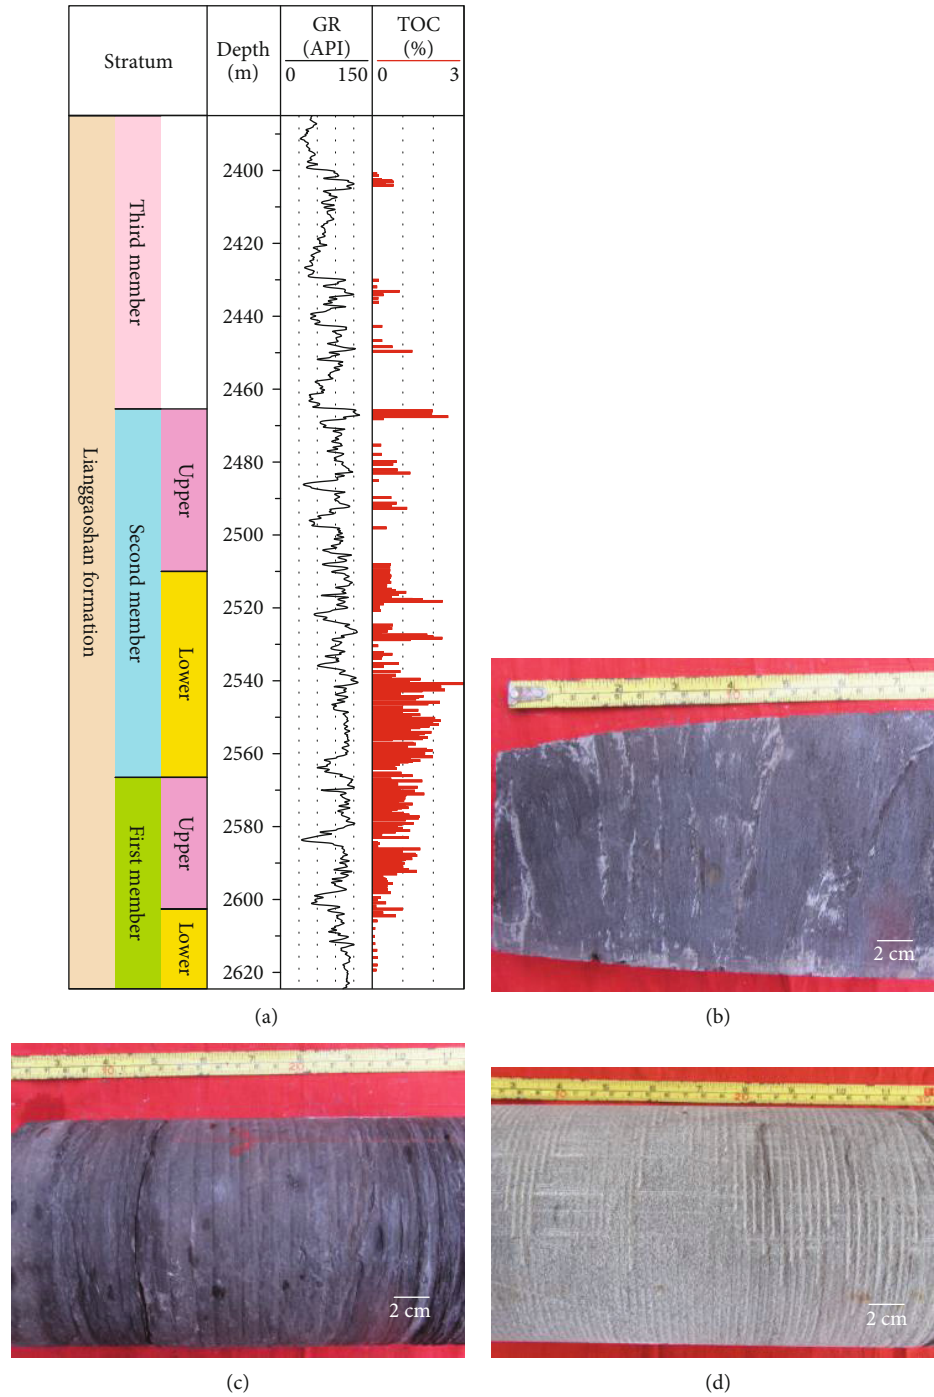 Stratum
Depth
(m)
GR
(API)
0 150
TOC
(%)
0 3
Lianggaoshan formation
Third member
Second member
First member
Upper
Lower
Upper
Lower
2400
2420
2440
2460
2480
2500
2520
2540
2560
2580
2600
2620
(a)
2 cm
(b)
2 cm
(c)
2 cm
(d)